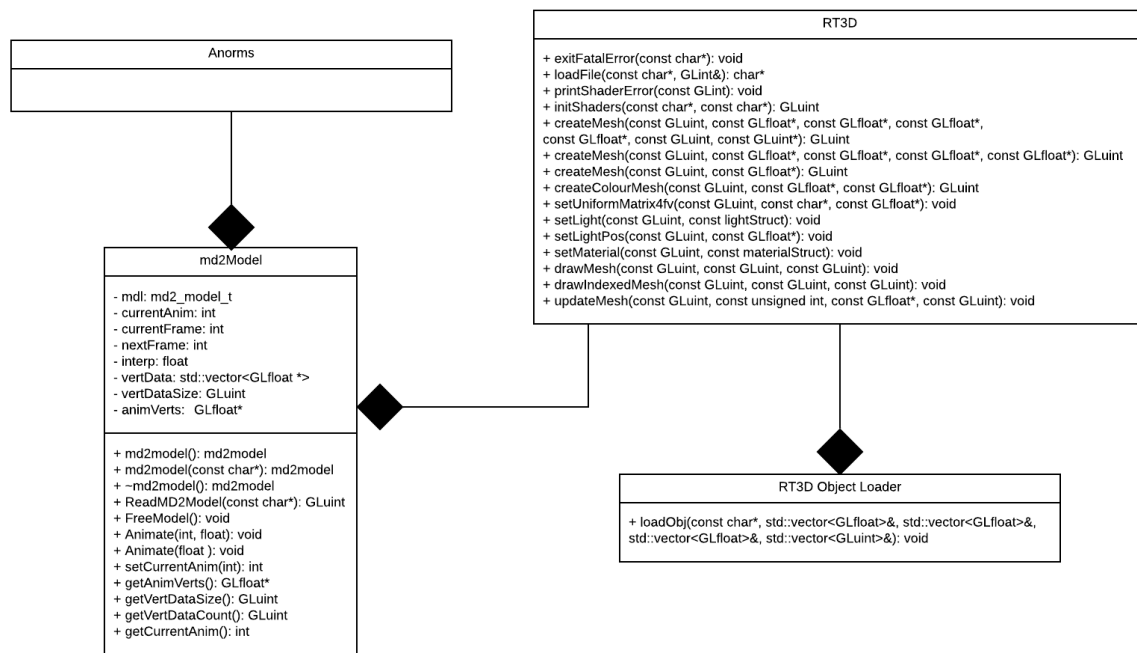 Anorms
RT3D
+ exitFatalError(const char*): void
+ loadFile(const char*, GLint&): char*
+ printShaderError(const GLint): void
+ initShaders(const char*, const char*): GLuint
+ createMesh(const GLuint, const GLfloat*, const GLfloat*, const GLfloat*,
const GLfloat*, const GLuint, const GLuint*): GLuint
+ createMesh(const GLuint, const GLfloat*, const GLfloat*, const GLfloat*, const GLfloat*): GLuint
+ createMesh(const GLuint, const GLfloat*): GLuint
+ createColourMesh(const GLuint, const GLfloat*, const GLfloat*): GLuint
+ setUniformMatrix4fv(const GLuint, const char*, const GLfloat*): void
+ setLight(const GLuint, const lightStruct): void
+ setLightPos(const GLuint, const GLfloat*): void
+ setMaterial(const GLuint, const materialStruct): void
+ drawMesh(const GLuint, const GLuint, const GLuint): void
+ drawIndexedMesh(const GLuint, const GLuint, const GLuint): void
+ updateMesh(const GLuint, const unsigned int, const GLfloat*, const GLuint): void
md2Model
- mdl: md2_model_t
- currentAnim: int
- currentFrame: int
- nextFrame: int
- interp: float
- vertData: std::vector<GLfloat *>
- vertDataSize: GLuint
- animVerts: GLfloat*
+ md2model(): md2model
+ md2model(const char*): md2model
+ ~md2model(): md2model
+ ReadMD2Model(const char*): GLuint
+ FreeModel(): void
+ Animate(int, float): void
+ Animate(float ): void
+ setCurrentAnim(int): int
+ getAnimVerts(): GLfloat*
+ getVertDataSize(): GLuint
+ getVertDataCount(): GLuint
+ getCurrentAnim(): int
RT3D Object Loader
+ loadObj(const char*, std::vector<GLfloat>&, std::vector<GLfloat>&,
std::vector<GLfloat>&, std::vector<GLuint>&): void